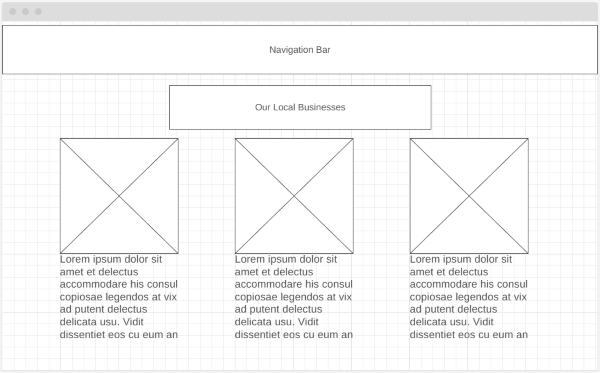 Navigation Bar
Our Local Businesses
Lorem ipsum dolor sit
amet et delectus
accommodare his consul
copiosae legendos at vix
ad putent delectus
delicata usu. Vidit
dissentiet eos cu eum an
Lorem ipsum dolor sit
amet et delectus
accommodare his consul
copiosae legendos at vix
ad putent delectus
delicata usu. Vidit
dissentiet eos cu eum an
Lorem ipsum dolor sit
amet et delectus
accommodare his consul
copiosae legendos at vix
ad putent delectus
delicata usu. Vidit
dissentiet eos cu eum an